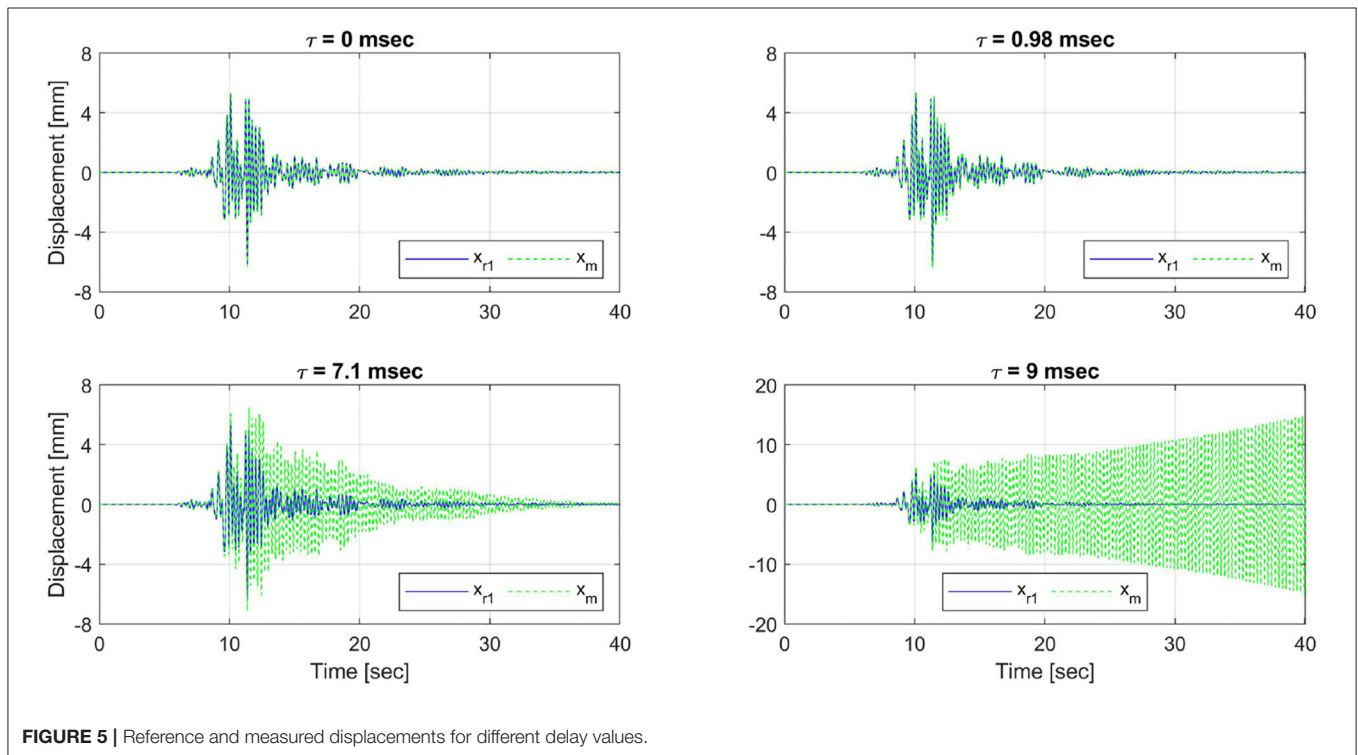 τ = 0 msec
8
4
0
-4
-8
Displacement [mm]
x_r1 x_m
0 10 20 30 40
τ = 0.98 msec
8
4
0
-4
-8
x_r1 x_m
0 10 20 30 40
τ = 7.1 msec
8
4
0
-4
-8
Displacement [mm]
x_r1 x_m
0 10 20 30 40
Time [sec]
τ = 9 msec
20
10
0
-10
-20
x_r1 x_m
0 10 20 30 40
Time [sec]
FIGURE 5 | Reference and measured displacements for different delay values.